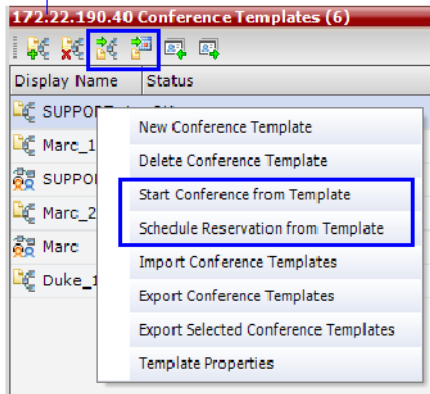 172.22.190.40 Conference Templates (6)
Display Name Status
SUPPORT
Marc_1
SUPPO
Marc_2
Marc
Duke_1
New Conference Template
Delete Conference Template
Start Conference from Template
Schedule Reservation from Template
Import Conference Templates
Export Conference Templates
Export Selected Conference Templates
Template Properties